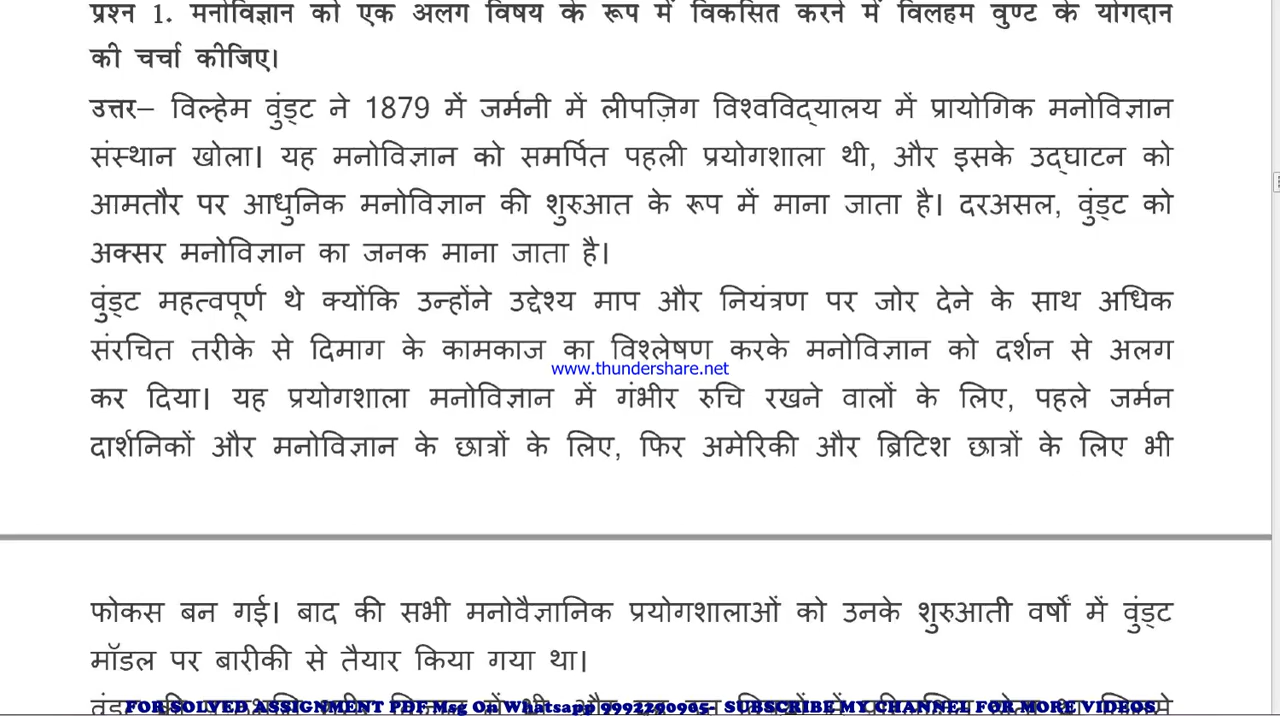 प्रश्न 1. मनोविज्ञान को एक अलग विषय के रूप में विकसित करने में विलहम वुण्ट के योगदान
की चर्चा कीजिए।
उत्तर– विल्हेम वुंड्ट ने 1879 में जर्मनी में लीपज़िग विश्वविद्यालय में प्रायोगिक मनोविज्ञान
संस्थान खोला। यह मनोविज्ञान को समर्पित पहली प्रयोगशाला थी, और इसके उद्घाटन को
आमतौर पर आधुनिक मनोविज्ञान की शुरुआत के रूप में माना जाता है। दरअसल, वुंड्ट को
अक्सर मनोविज्ञान का जनक माना जाता है।
वुंड्ट महत्वपूर्ण थे क्योंकि उन्होंने उद्देश्य माप और नियंत्रण पर जोर देने के साथ अधिक
संरचित तरीके से दिमाग के कामकाज का विश्लेषण करके मनोविज्ञान को दर्शन से अलग
www.thundershare.net
कर दिया। यह प्रयोगशाला मनोविज्ञान में गंभीर रुचि रखने वालों के लिए, पहले जर्मन
दार्शनिकों और मनोविज्ञान के छात्रों के लिए, फिर अमेरिकी और ब्रिटिश छात्रों के लिए भी
फोकस बन गई। बाद की सभी मनोवैज्ञानिक प्रयोगशालाओं को उनके शुरुआती वर्षों में वुंड्ट
मॉडल पर बारीकी से तैयार किया गया था।
FOR SOLVED ASSIGNMENT PDF Msg On Whatsapp 9992290905- SUBSCRIBE MY CHANNEL FOR MORE VIDEOS